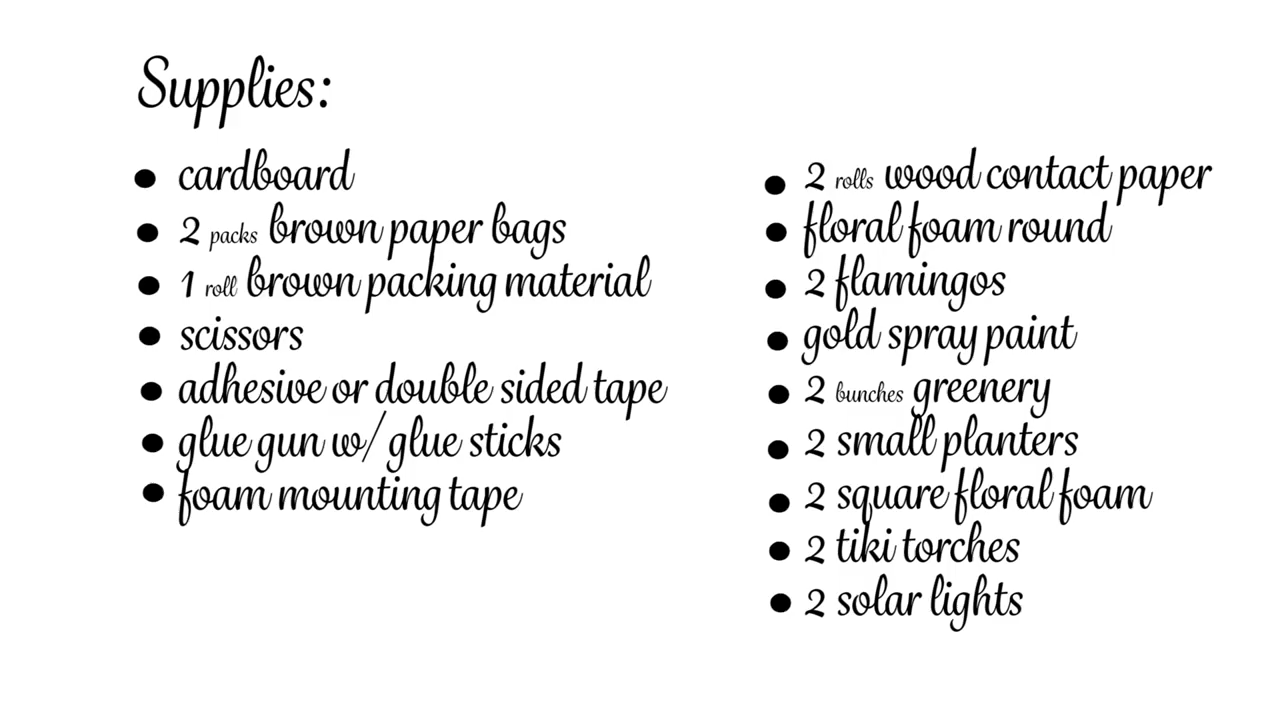 Supplies:
• cardboard
• 2 packs brown paper bags
• 1 roll brown packing material
• scissors
• adhesive or double sided tape
• glue gun w/ glue sticks
• foam mounting tape
• 2 rolls wood contact paper
• floral foam round
• 2 flamingos
• gold spray paint
• 2 bunches greenery
• 2 small planters
• 2 square floral foam
• 2 tiki torches
• 2 solar lights